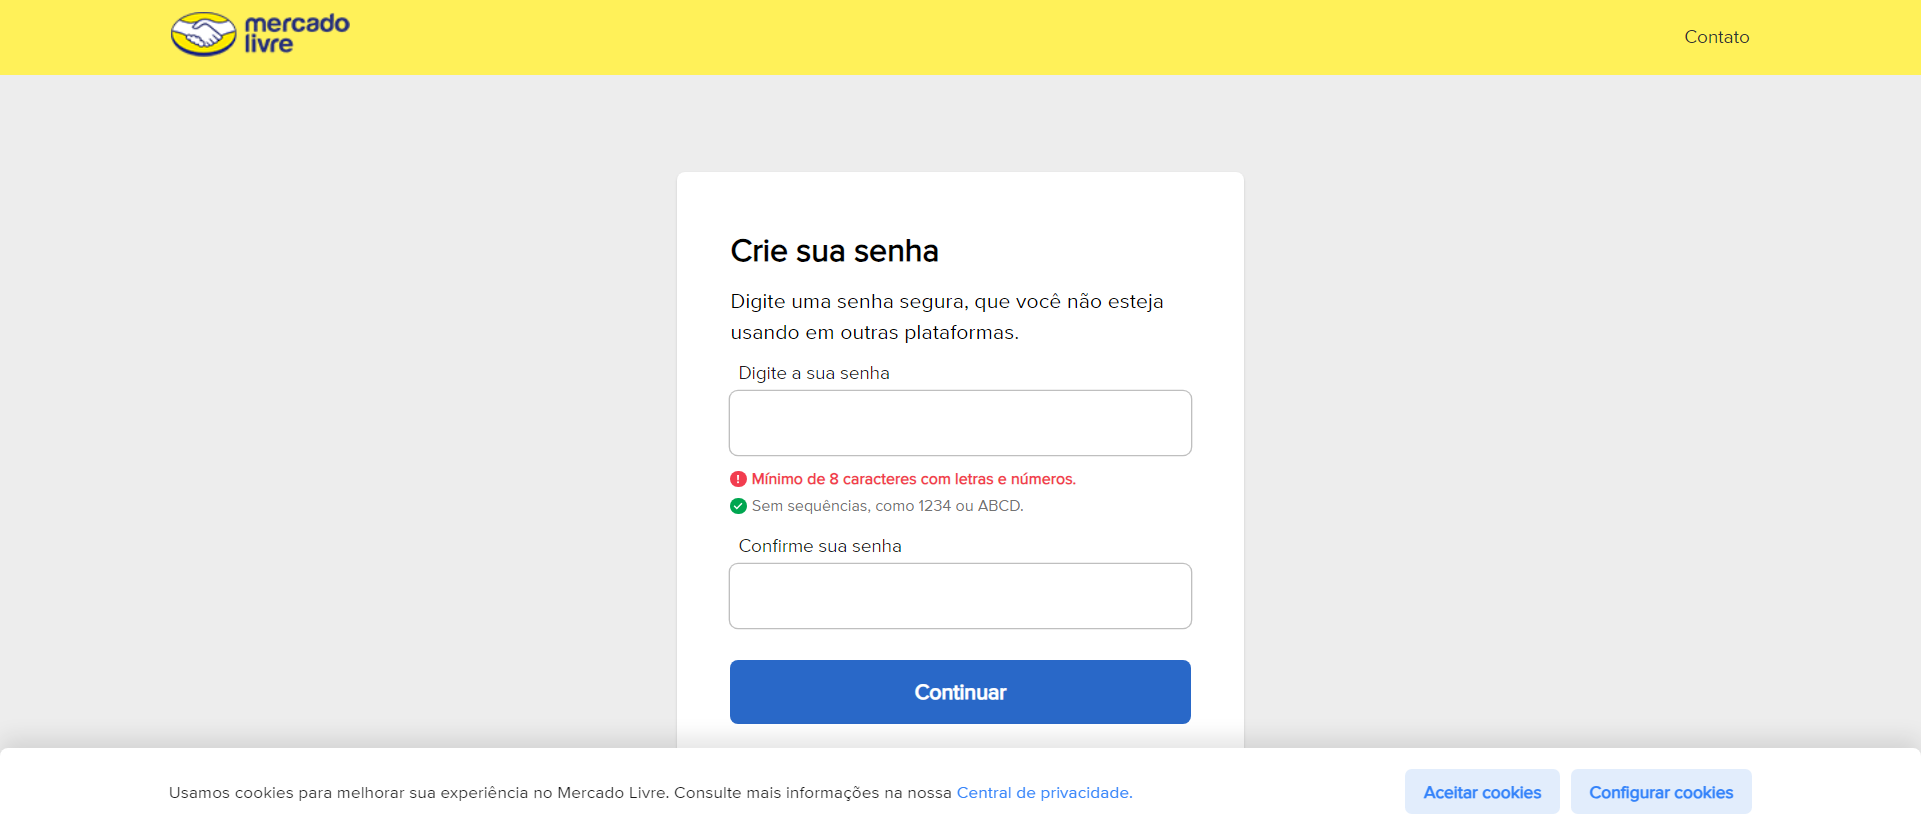 mercado
livre
Contato
Crie sua senha
Digite uma senha segura, que você não esteja
usando em outras plataformas.
Digite a sua senha
Mínimo de 8 caracteres com letras e números.
Sem sequências, como 1234 ou ABCD.
Confirme sua senha
Continuar
Usamos cookies para melhorar sua experiência no Mercado Livre. Consulte mais informações na nossa Central de privacidade.
Aceitar cookies
Configurar cookies